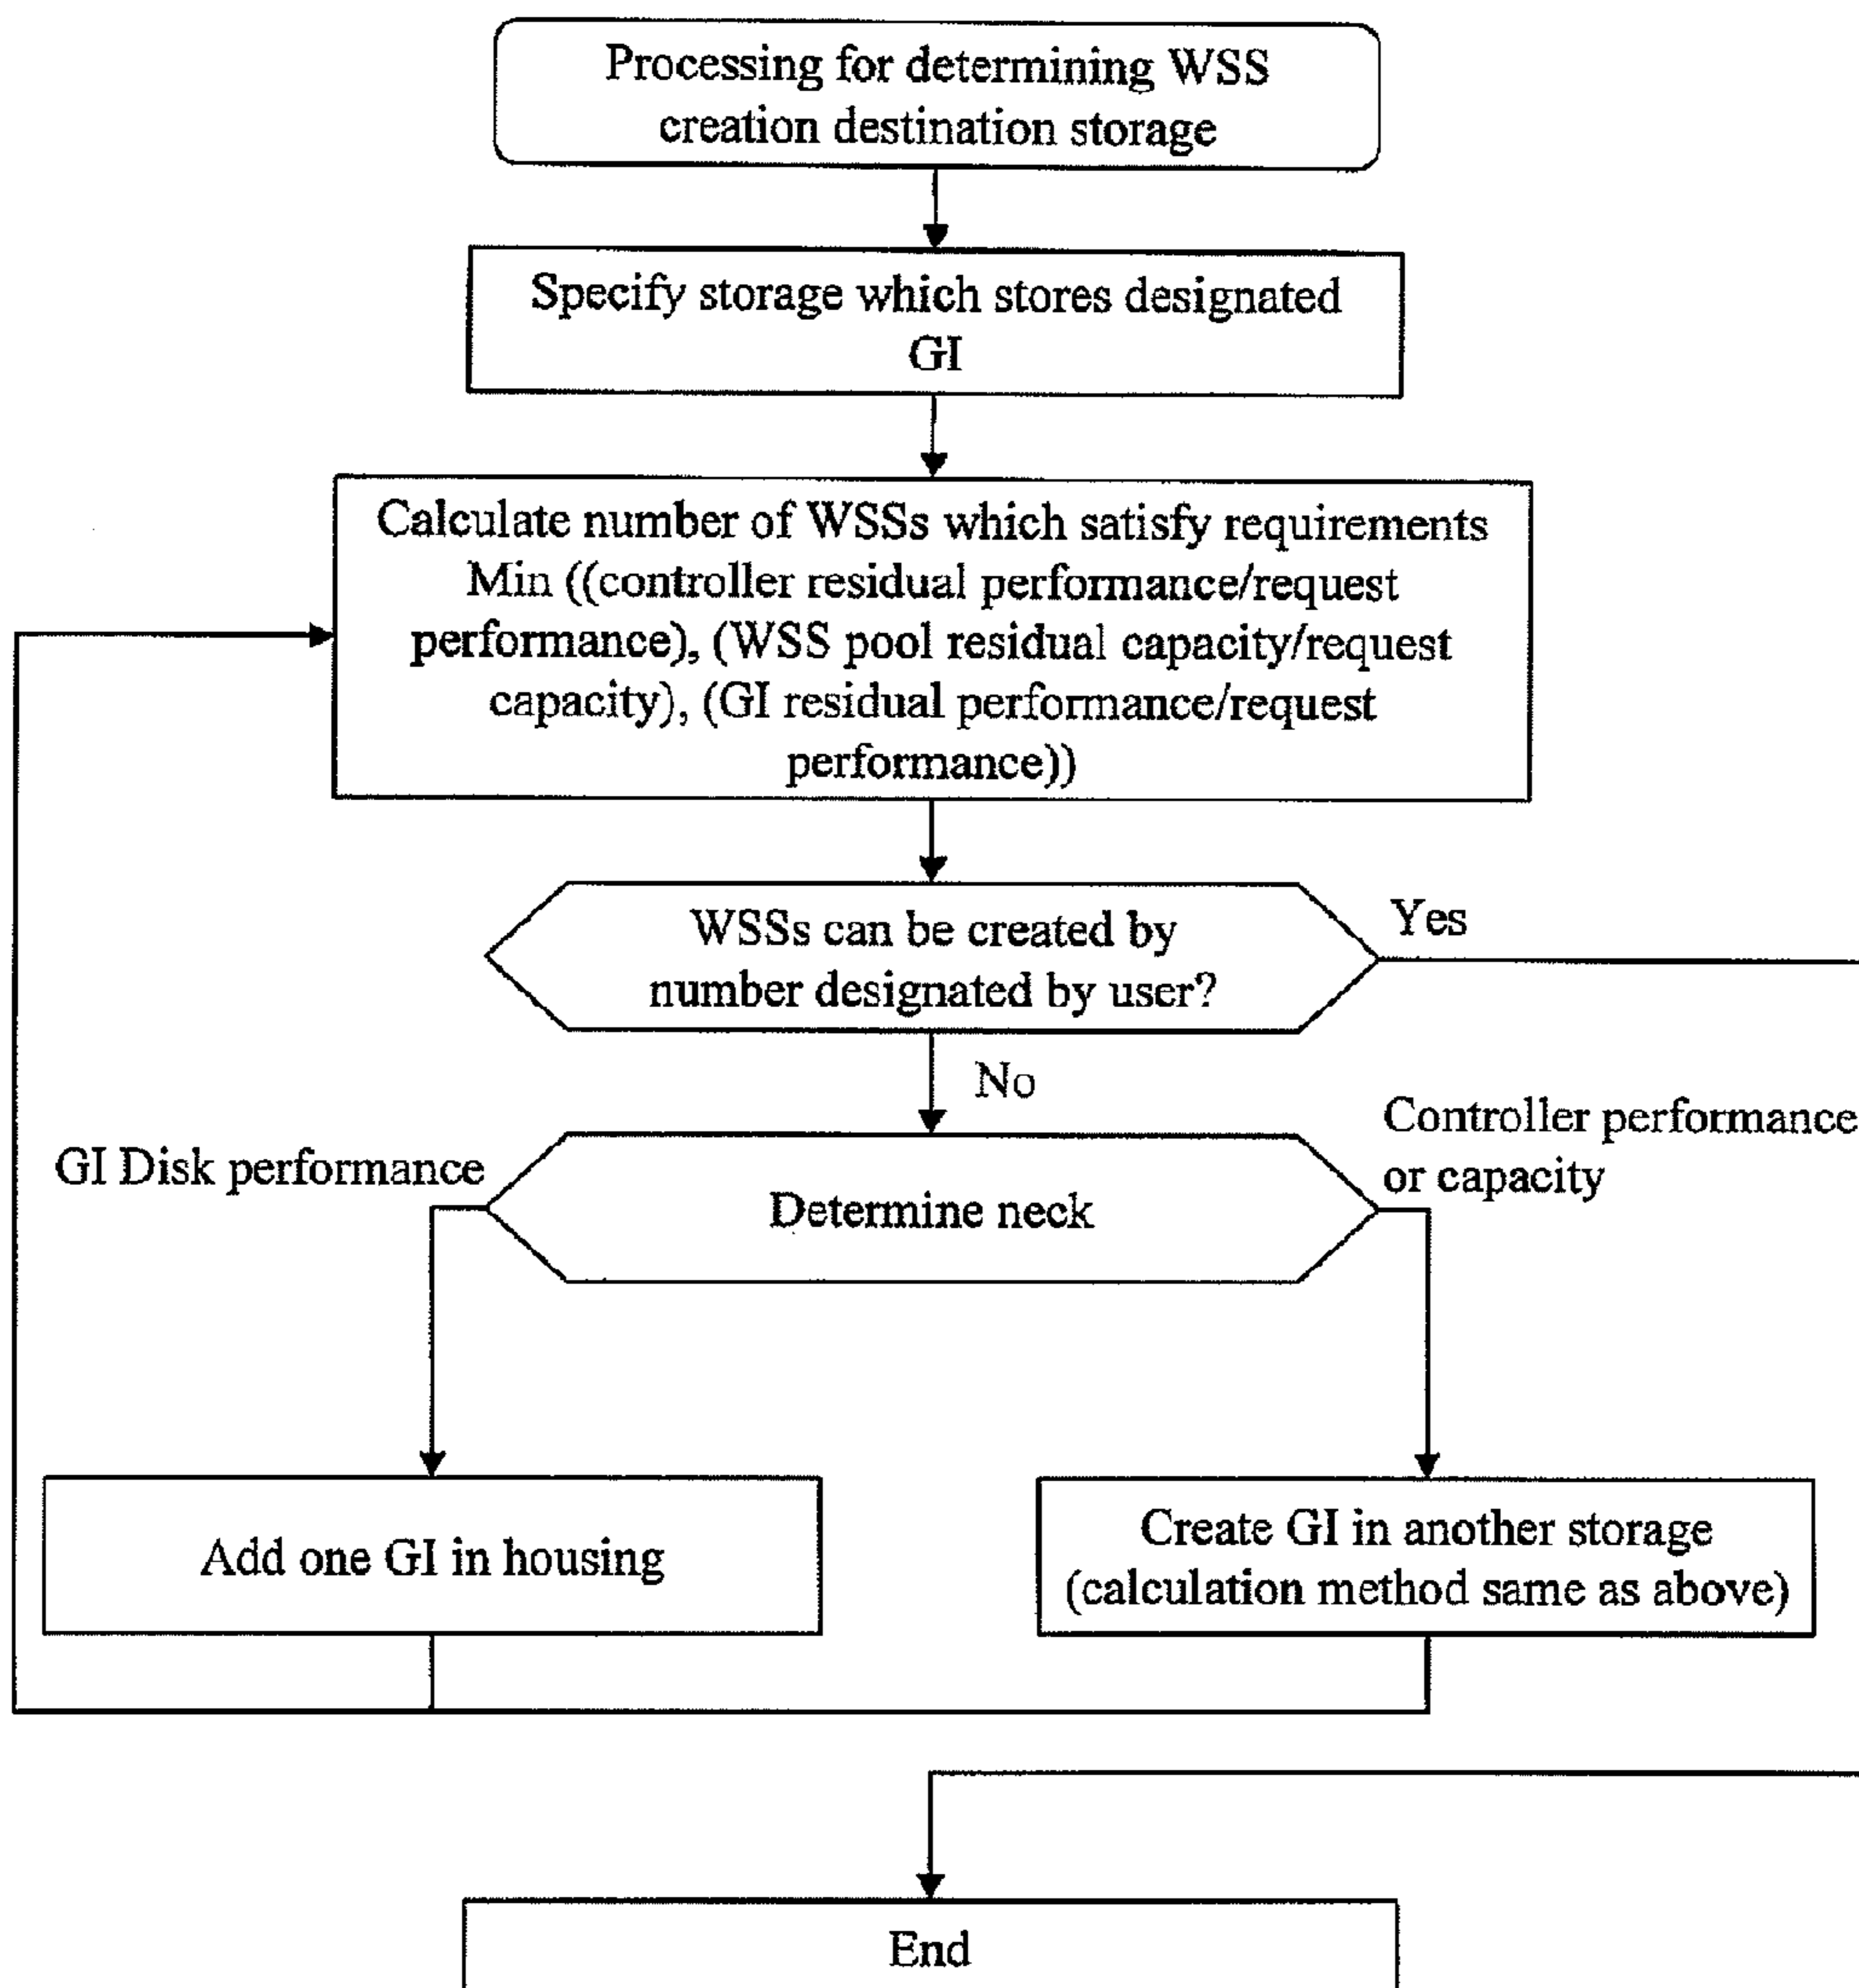 Processing for determining WSS
creation destination storage
Specify storage which stores designated
GI
Calculate number of WSSs which satisfy requirements
Min ((controller residual performance/request
performance), (WSS pool residual capacity/request
capacity), (GI residual performance/request
performance))
WSSs can be created by
number designated by user?
Yes
No
GI Disk performance
Determine neck
Controller performance
or capacity
Add one GI in housing
Create GI in another storage
(calculation method same as above)
End